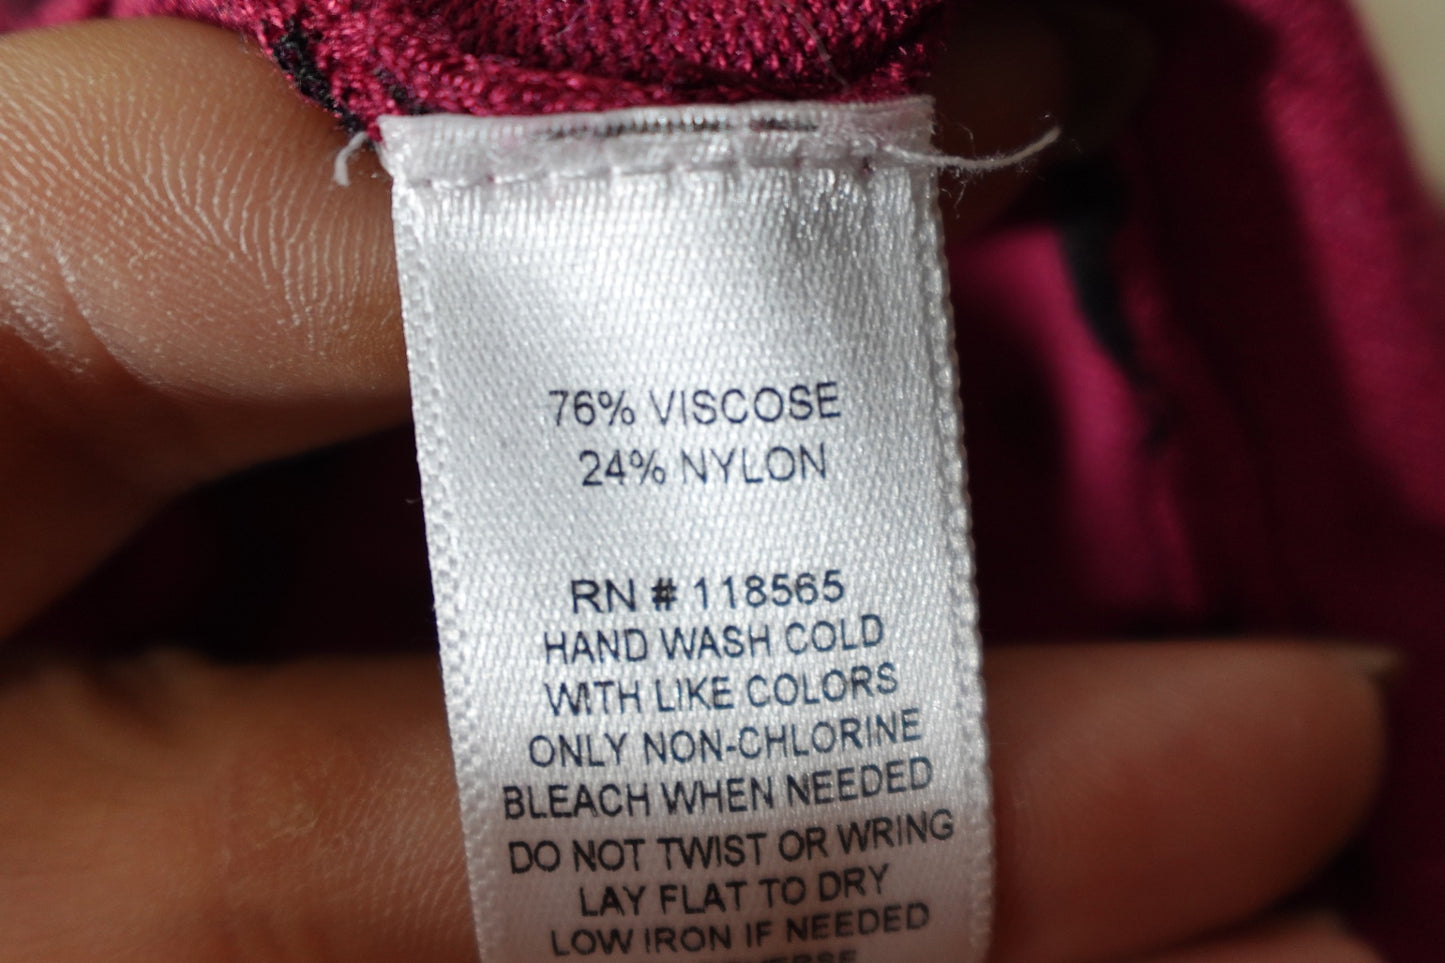 76% VISCOSE
24% NYLON
RN # 118565
HAND WASH COLD
WITH LIKE COLORS
ONLY NON-CHLORINE
BLEACH WHEN NEEDED
DO NOT TWIST OR WRING
LAY FLAT TO DRY
LOW IRON IF NEEDED